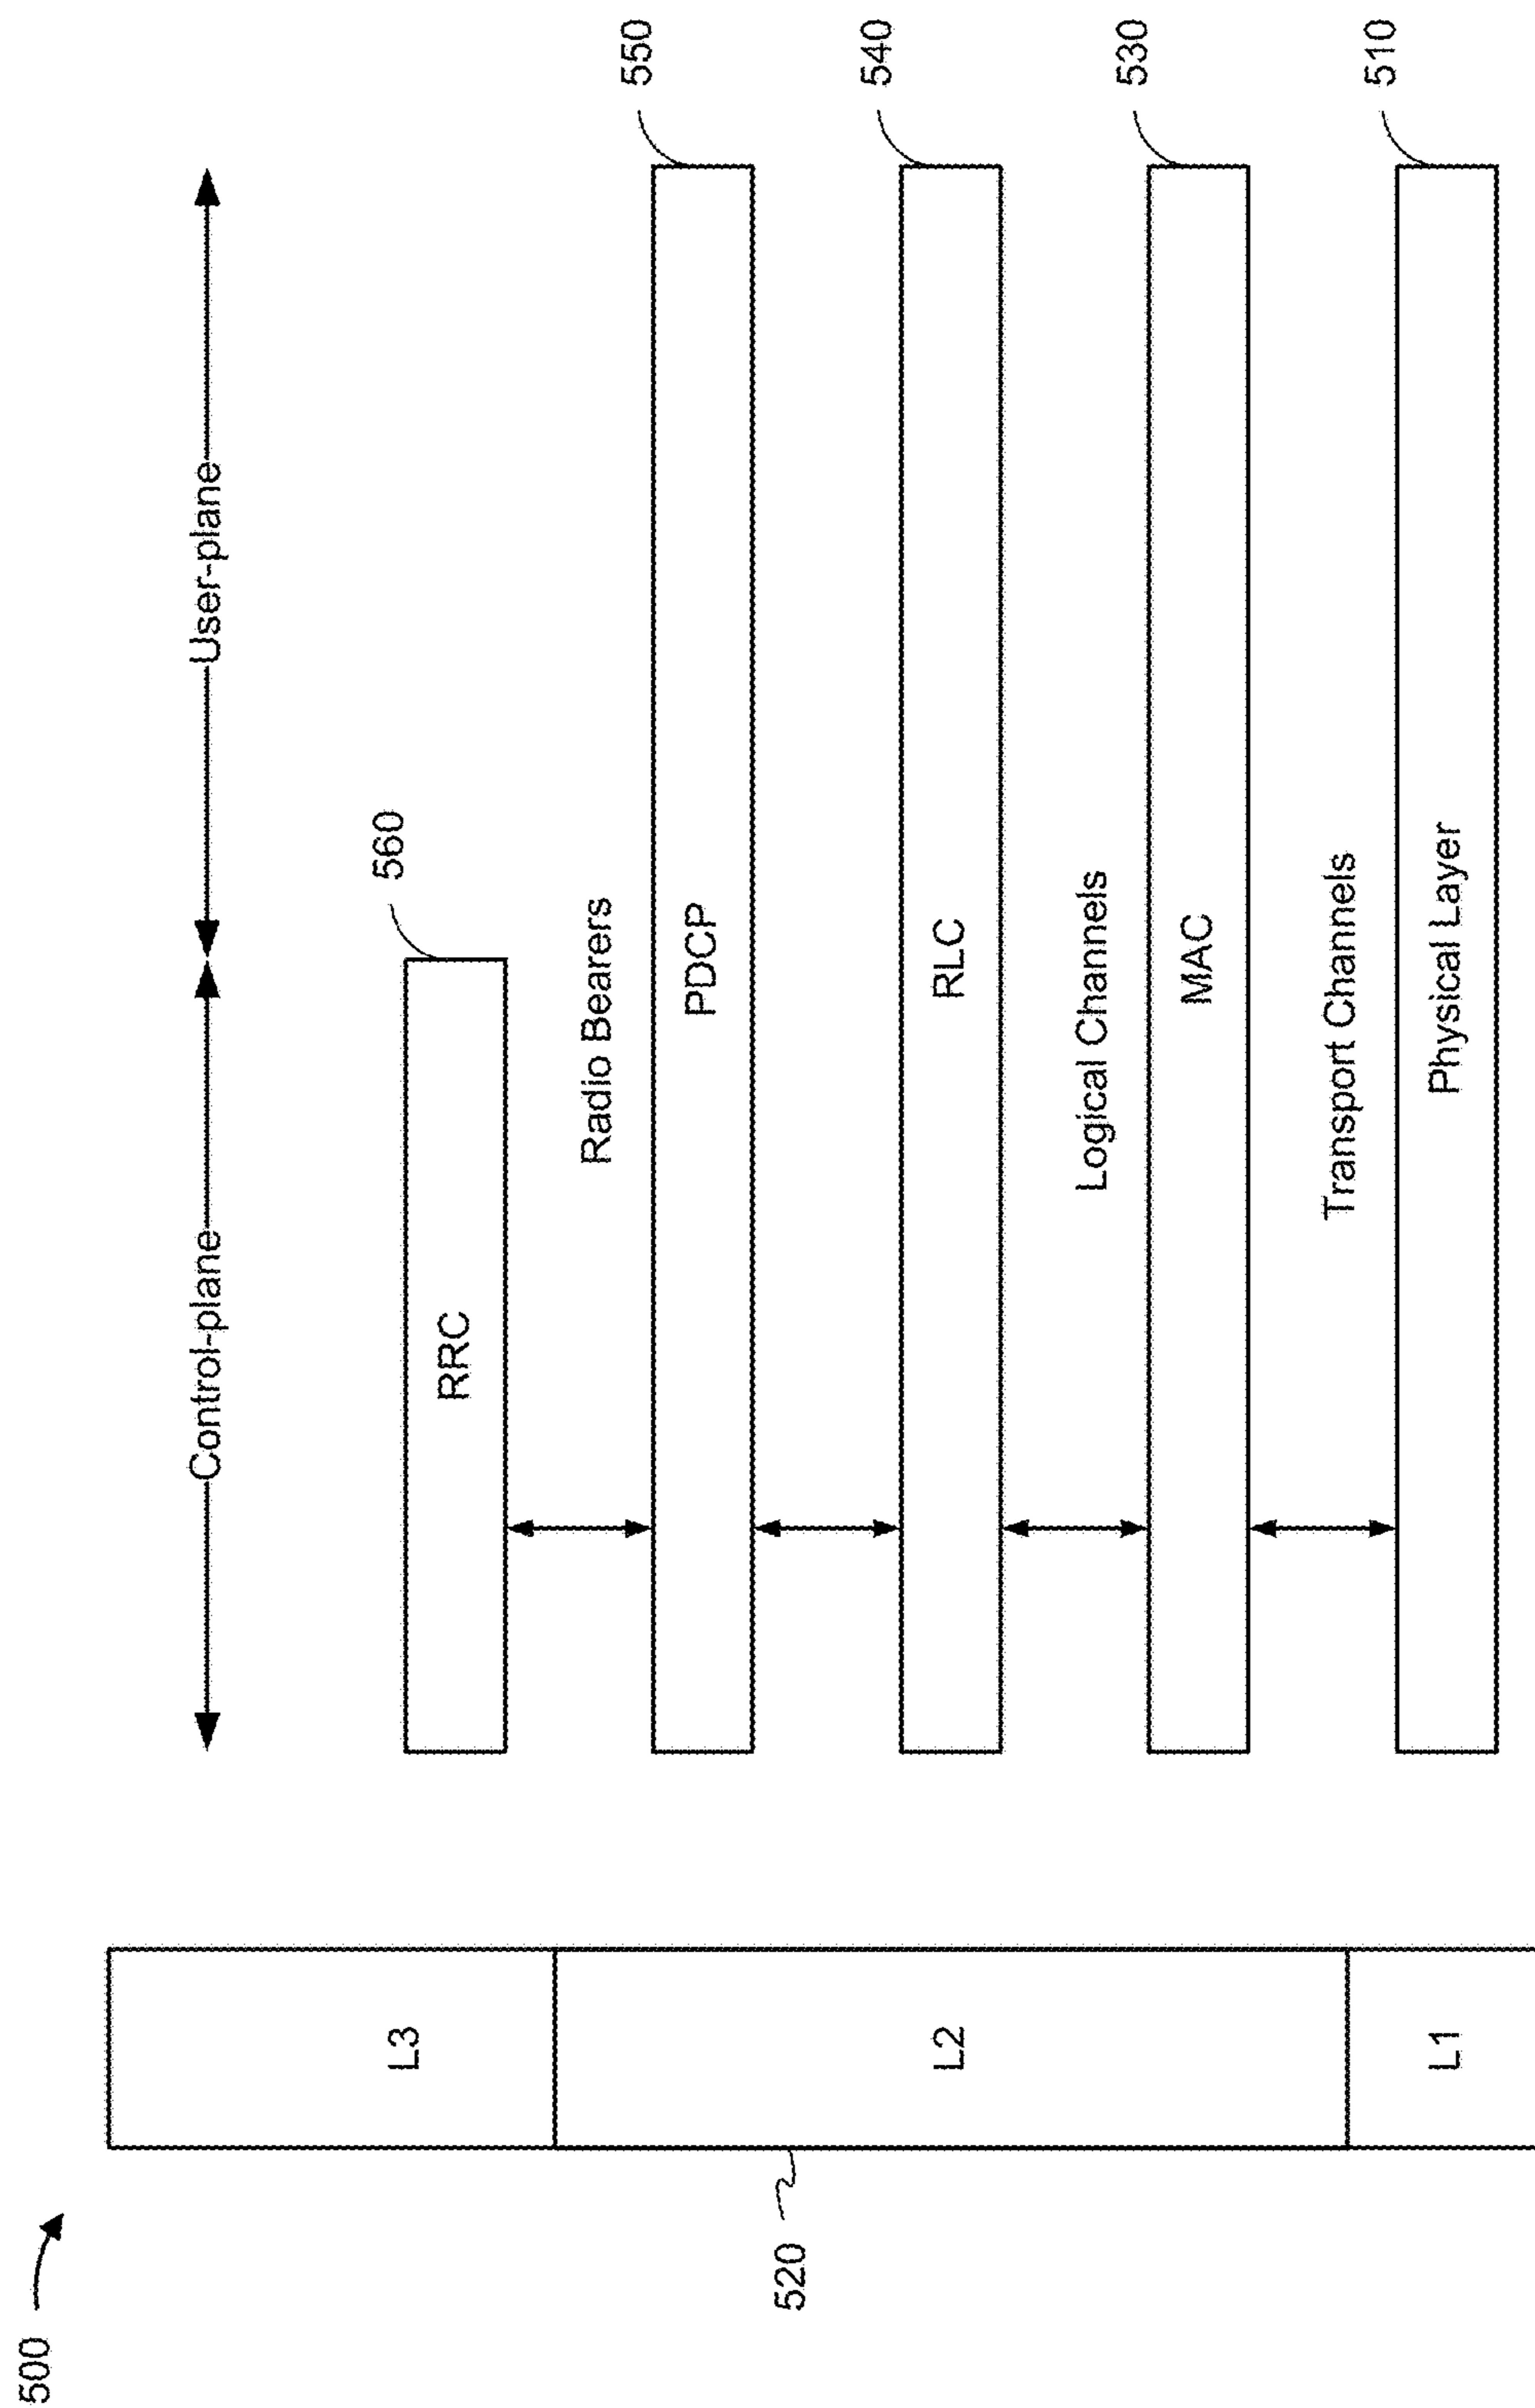 500
Control-plane
User-plane
L3
RRC
560
Radio Bearers
520
L2
PDCP
550
RLC
540
Logical Channels
MAC
530
Transport Channels
L1
Physical Layer
510